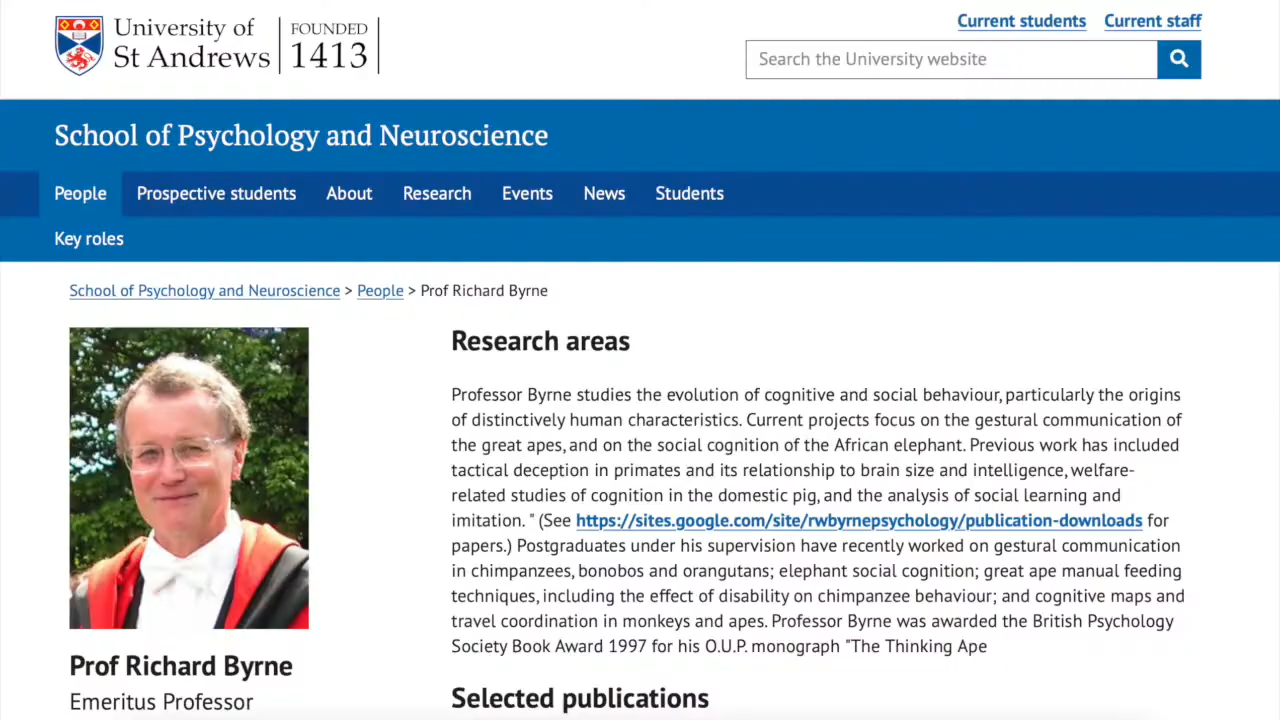 University of
St Andrews
FOUNDED
1413
Current students
Current staff
Search the University website
School of Psychology and Neuroscience
People
Prospective students
About
Research
Events
News
Students
Key roles
School of Psychology and Neuroscience > People > Prof Richard Byrne
Research areas
Professor Byrne studies the evolution of cognitive and social behaviour, particularly the origins
of distinctively human characteristics. Current projects focus on the gestural communication of
the great apes, and on the social cognition of the African elephant. Previous work has included
tactical deception in primates and its relationship to brain size and intelligence, welfare-
related studies of cognition in the domestic pig, and the analysis of social learning and
imitation. " (See https://sites.google.com/site/rwbyrnepsychology/publication-downloads for
papers.) Postgraduates under his supervision have recently worked on gestural communication
in chimpanzees, bonobos and orangutans; elephant social cognition; great ape manual feeding
techniques, including the effect of disability on chimpanzee behaviour; and cognitive maps and
travel coordination in monkeys and apes. Professor Byrne was awarded the British Psychology
Society Book Award 1997 for his O.U.P. monograph "The Thinking Ape
Prof Richard Byrne
Emeritus Professor
Selected publications